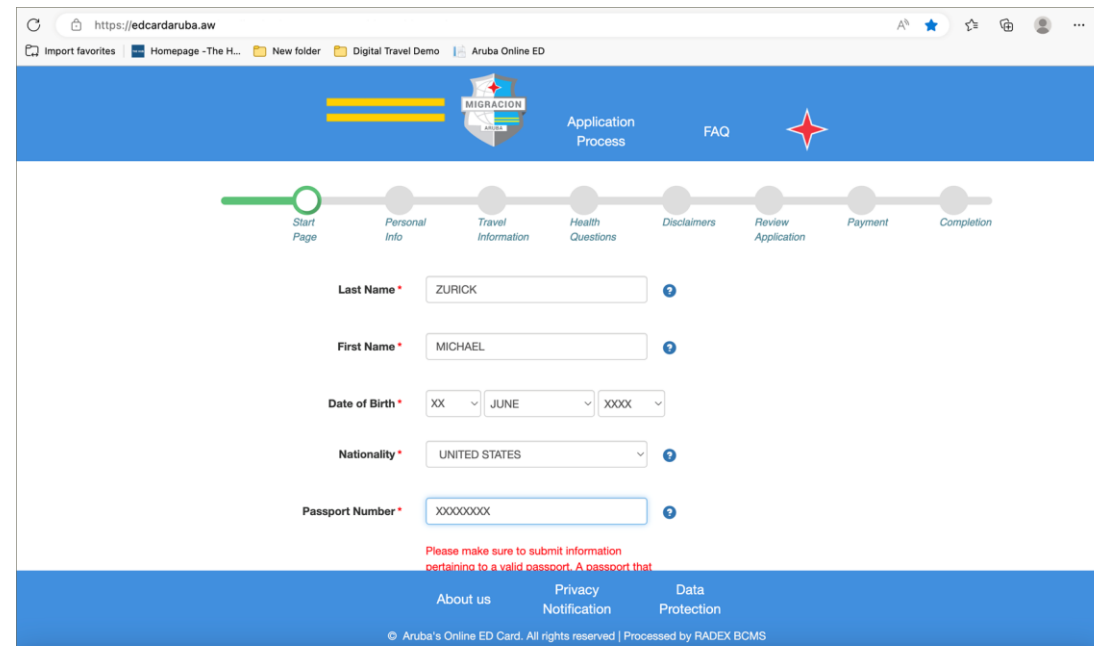 https://edcardaruba.aw
Import favorites Homepage -The H... New folder Digital Travel Demo Aruba Online ED
MIGRACION
ARUBA
Application
Process
FAQ
Start
Page
Personal
Info
Travel
Information
Health
Questions
Disclaimers
Review
Application
Payment
Completion
Last Name * ZURICK
First Name * MICHAEL
Date of Birth * XX JUNE XXXX
Nationality * UNITED STATES
Passport Number * XXXXXXXX
Please make sure to submit information
pertaining to a valid passport. A passport that
About us
Privacy
Notification
Data
Protection
© Aruba's Online ED Card. All rights reserved | Processed by RADEX BCMS